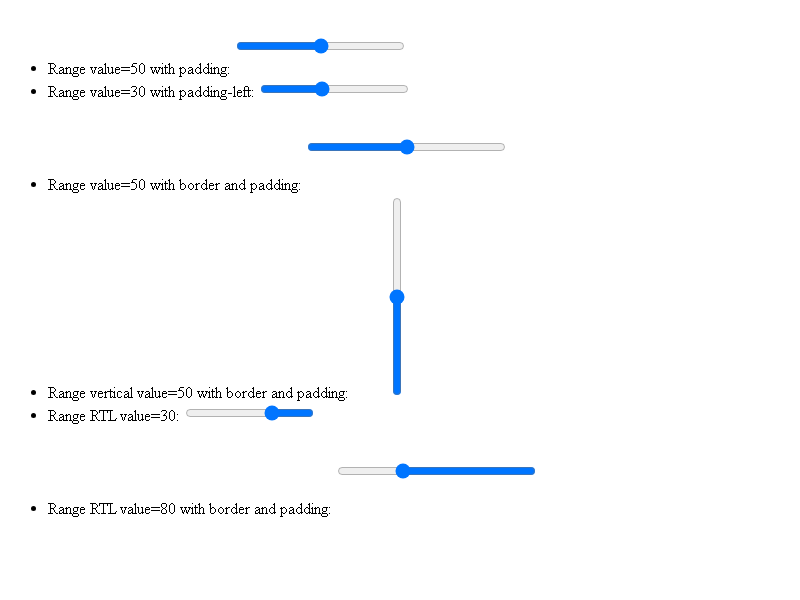 Range value=50 with padding:
Range value=30 with padding-left:
Range value=50 with border and padding:
Range vertical value=50 with border and padding:
Range RTL value=30:
Range RTL value=80 with border and padding: